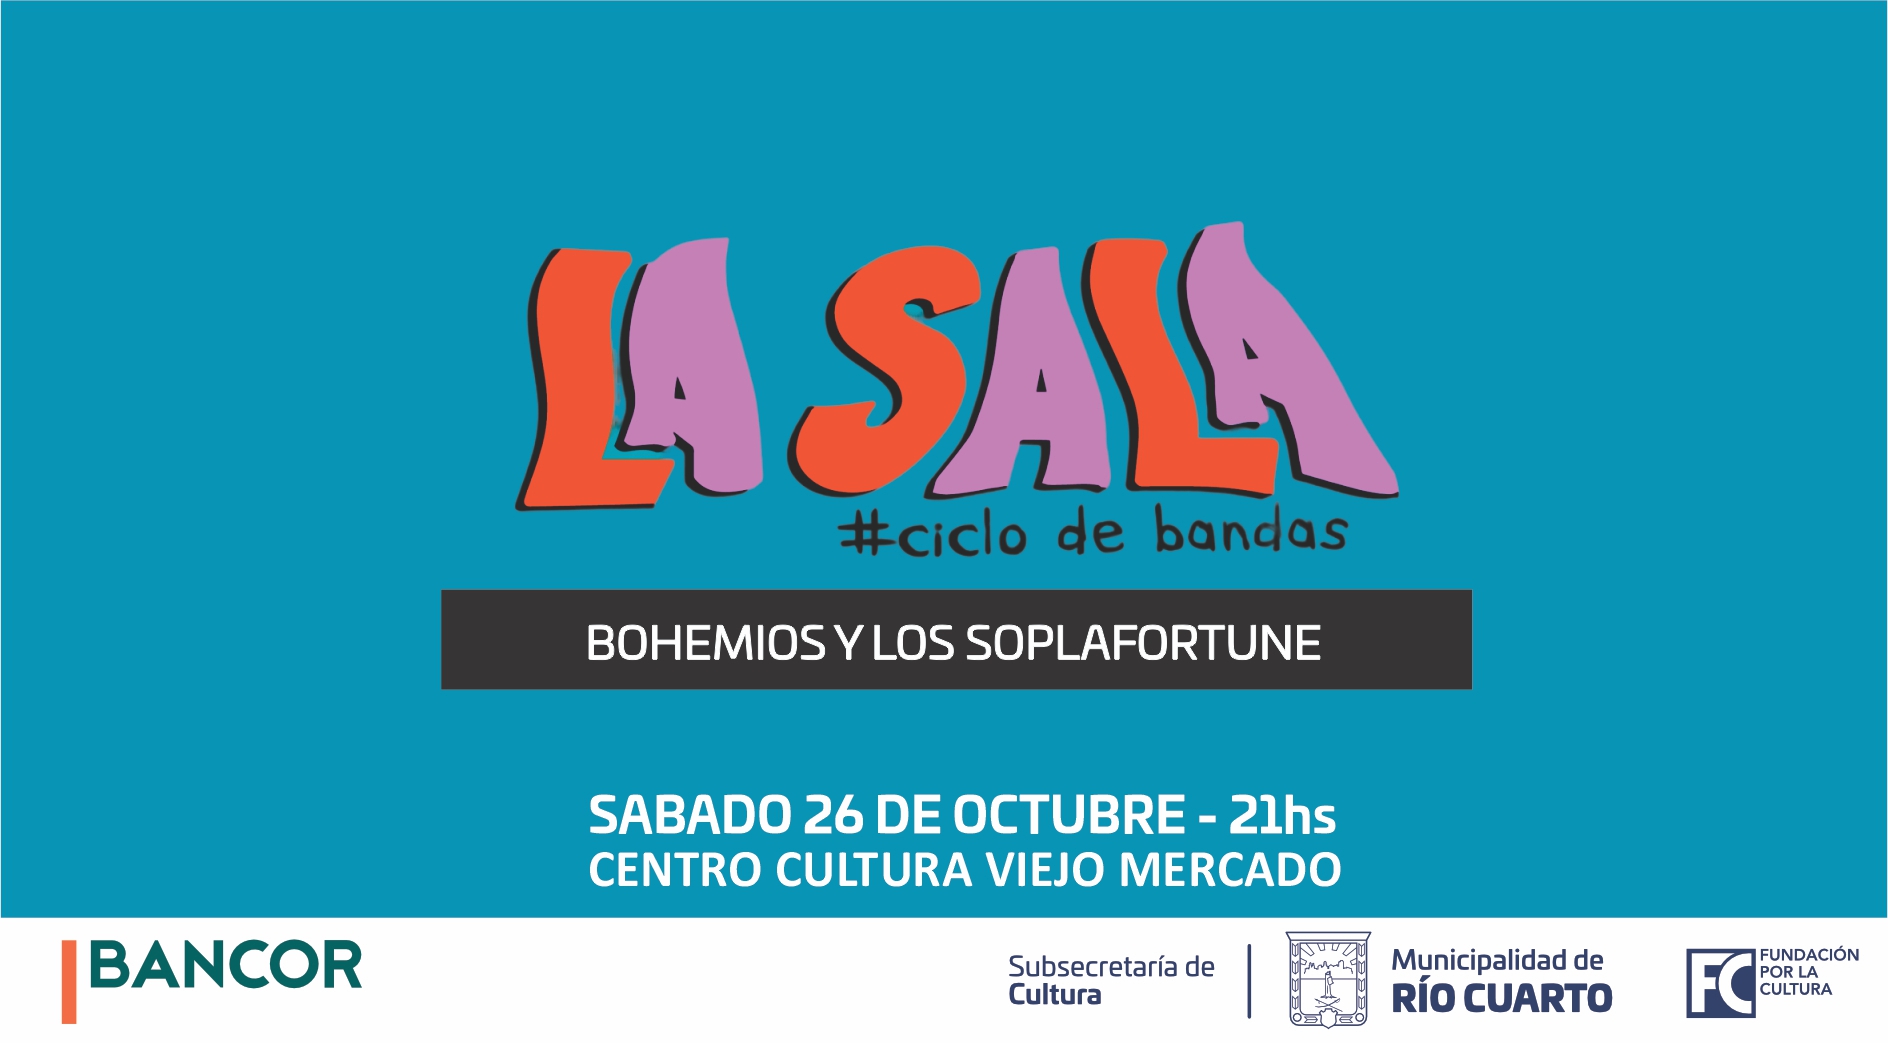 LA SALA
#ciclo de bandas
BOHEMIOS Y LOS SOPLAFORTUNE
SABADO 26 DE OCTUBRE - 21hs
CENTRO CULTURA VIEJO MERCADO
BANCOR
Subsecretaría de
Cultura
Municipalidad de
RÍO CUARTO
FC
FUNDACIÓN
POR LA
CULTURA